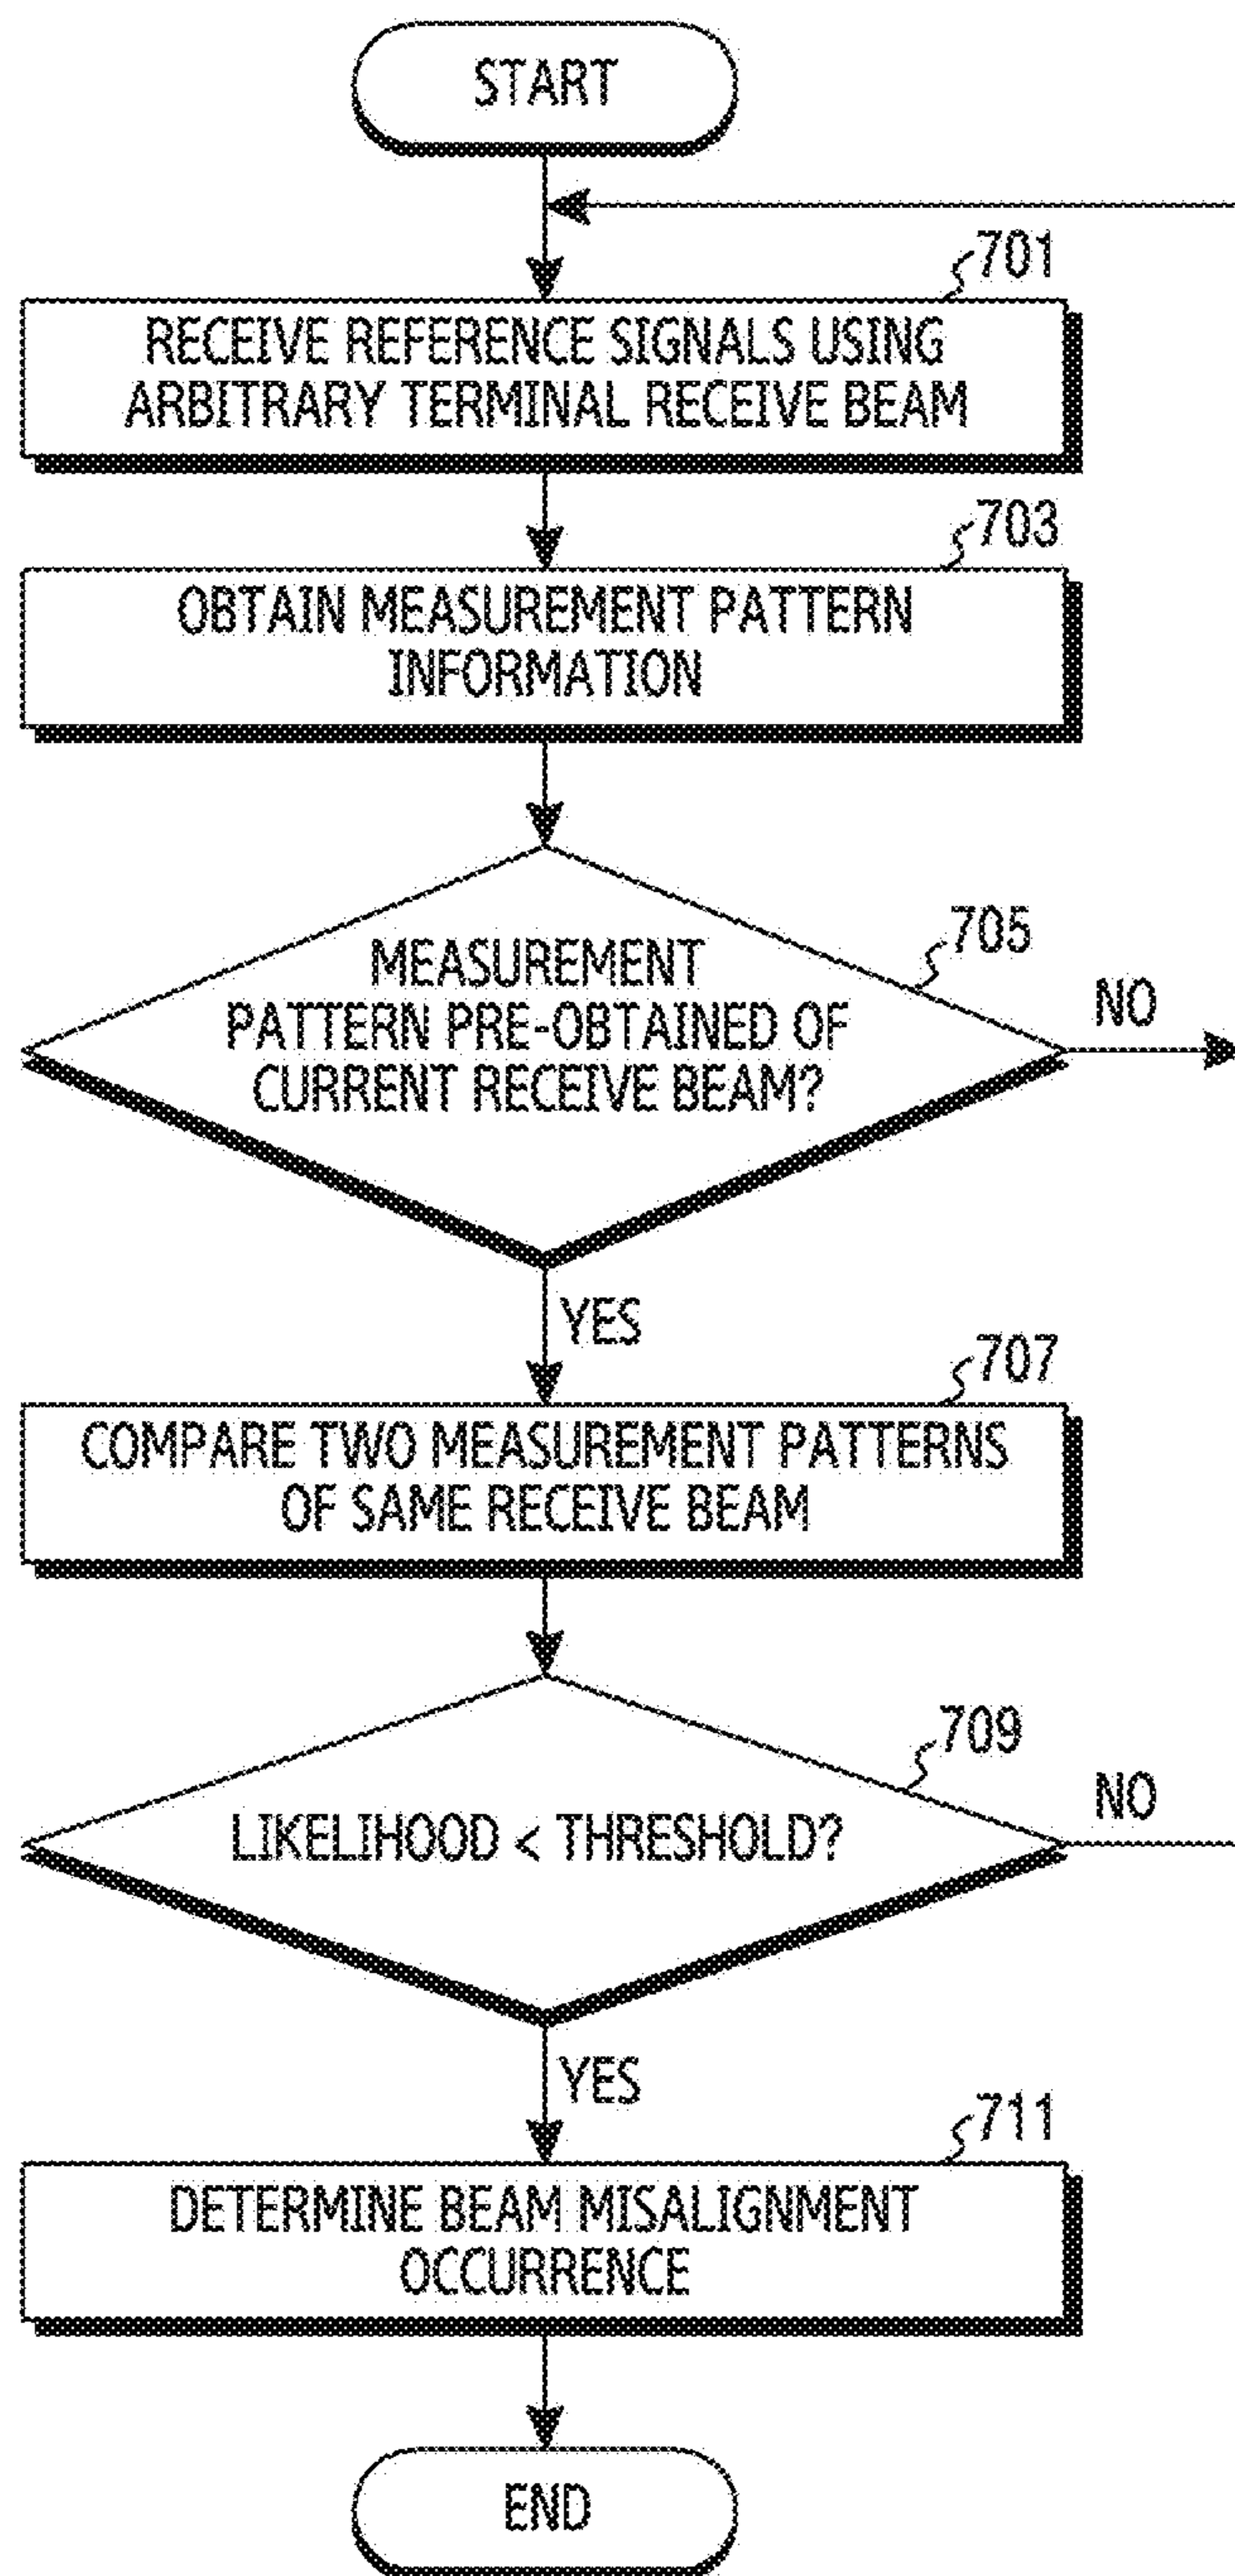 START
701
RECEIVE REFERENCE SIGNALS USING
ARBITRARY TERMINAL RECEIVE BEAM
703
OBTAIN MEASUREMENT PATTERN
INFORMATION
705
MEASUREMENT
PATTERN PRE-OBTAINED OF
CURRENT RECEIVE BEAM?
NO
YES
707
COMPARE TWO MEASUREMENT PATTERNS
OF SAME RECEIVE BEAM
709
LIKELIHOOD < THRESHOLD?
NO
YES
711
DETERMINE BEAM MISALIGNMENT
OCCURRENCE
END